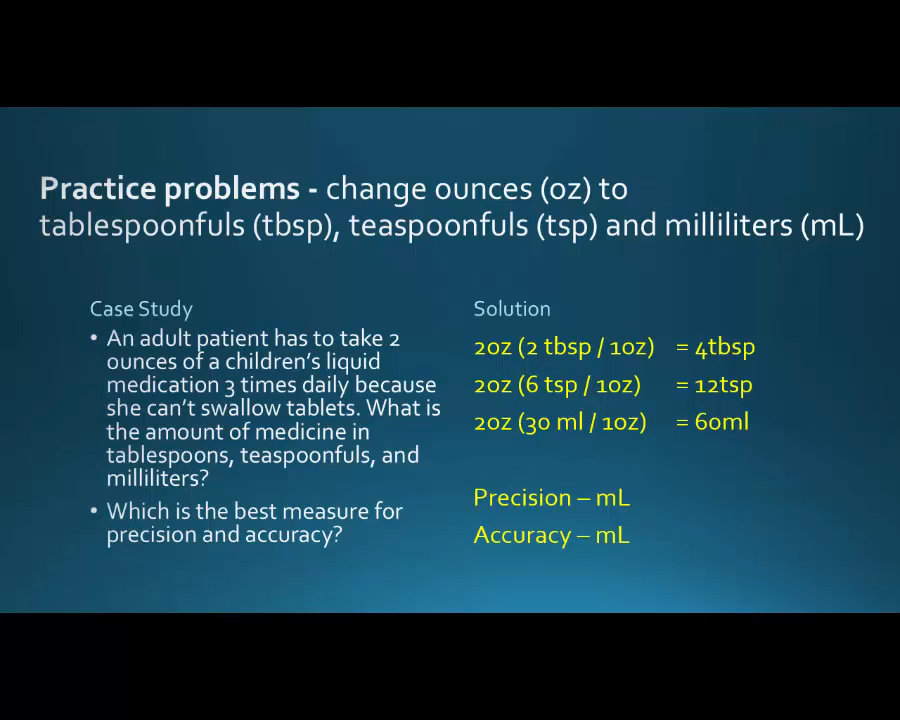 Practice problems - change ounces (oz) to
tablespoonfuls (tbsp), teaspoonfuls (tsp) and milliliters (mL)
Case Study
• An adult patient has to take 2
ounces of a children's liquid
medication 3 times daily because
she can't swallow tablets. What is
the amount of medicine in
tablespoons, teaspoonfuls, and
milliliters?
• Which is the best measure for
precision and accuracy?
Solution
2oz (2 tbsp / 1oz) = 4tbsp
2oz (6 tsp / 1oz) = 12tsp
2oz (30 ml / 1oz) = 60ml
Precision – mL
Accuracy – mL